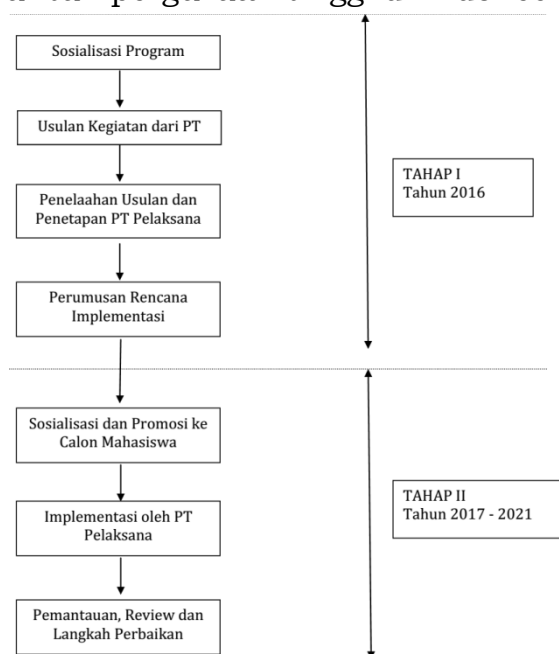 Sosialisasi Program
Usulan Kegiatan dari PT
Penelaahan Usulan dan
Penetapan PT Pelaksana
Perumusan Rencana
Implementasi
TAHAP I
Tahun 2016
Sosialisasi dan Promosi ke
Calon Mahasiswa
Implementasi oleh PT
Pelaksana
TAHAP II
Tahun 2017 - 2021
Pemantauan, Review dan
Langkah Perbaikan